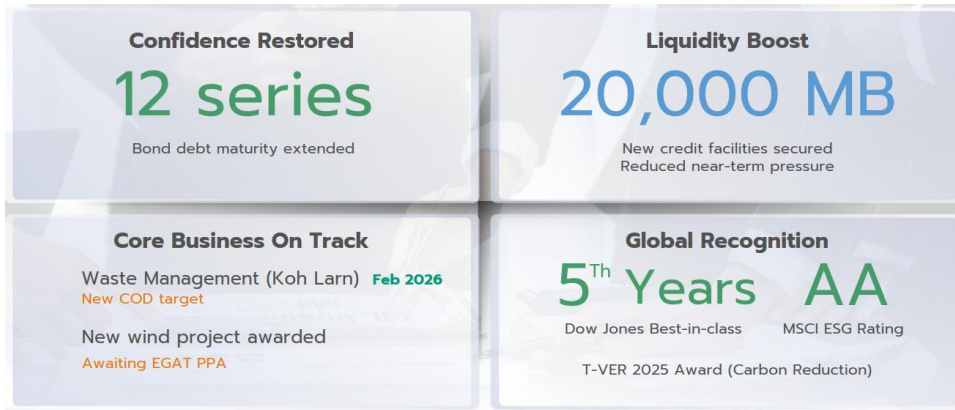 Confidence Restored
12 series
Bond debt maturity extended
Liquidity Boost
20,000 MB
New credit facilities secured
Reduced near-term pressure
Core Business On Track
Waste Management (Koh Larn) Feb 2026
New COD target
New wind project awarded
Awaiting EGAT PPA
Global Recognition
5Th Years AA
Dow Jones Best-in-class MSCI ESG Rating
T-VER 2025 Award (Carbon Reduction)